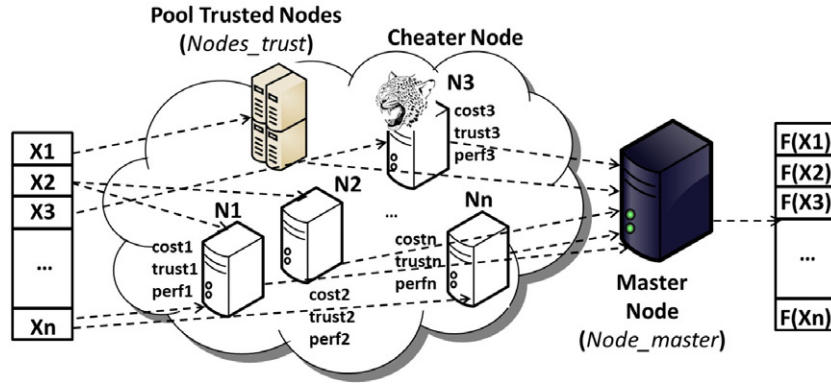 Pool Trusted Nodes
(Nodes_trust)
Cheater Node
N3
cost3
trust3
perf3
X1
X2
X3
...
Xn
N1
cost1
trust1
perf1
N2
cost2
trust2
perf2
...
Nn
costn
trustn
perfn
Master
Node
(Node_master)
F(X1)
F(X2)
F(X3)
...
F(Xn)